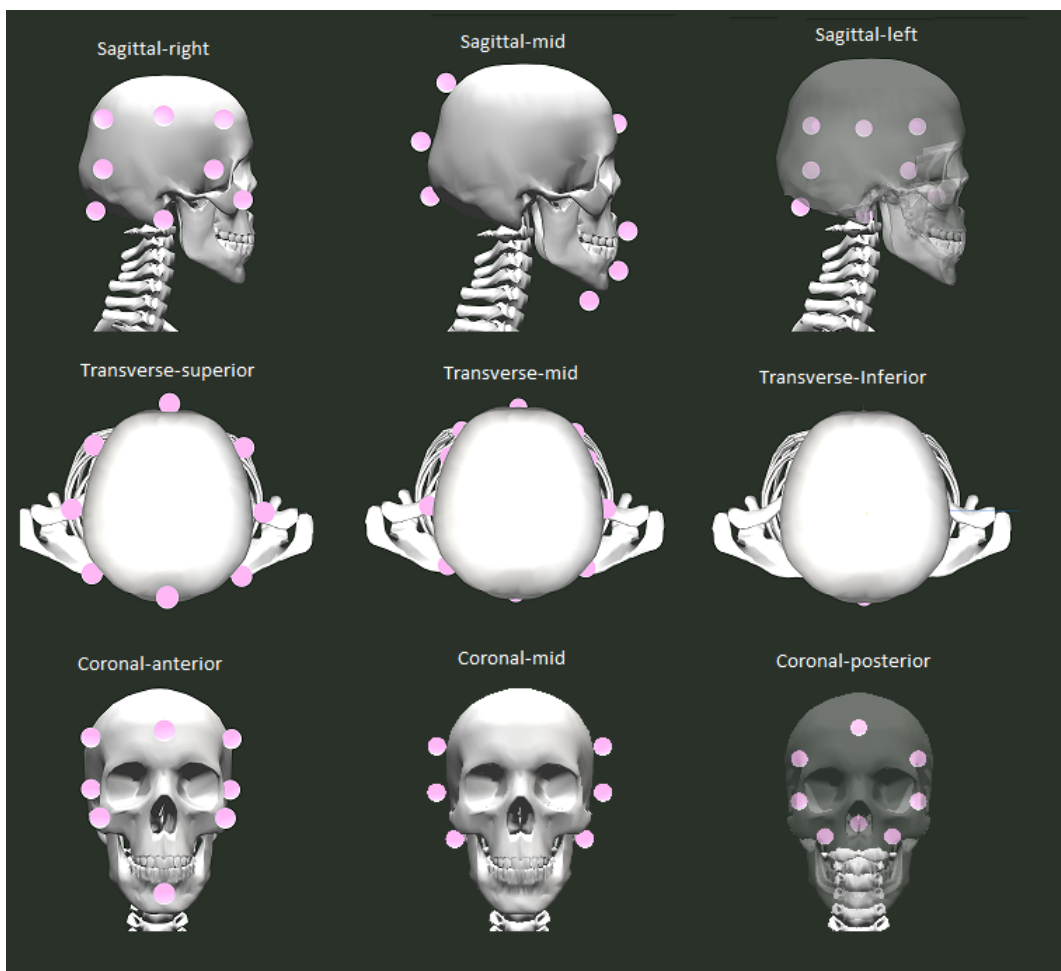 Sagittal-right
Sagittal-mid
Sagittal-left
Transverse-superior
Transverse-mid
Transverse-Inferior
Coronal-anterior
Coronal-mid
Coronal-posterior